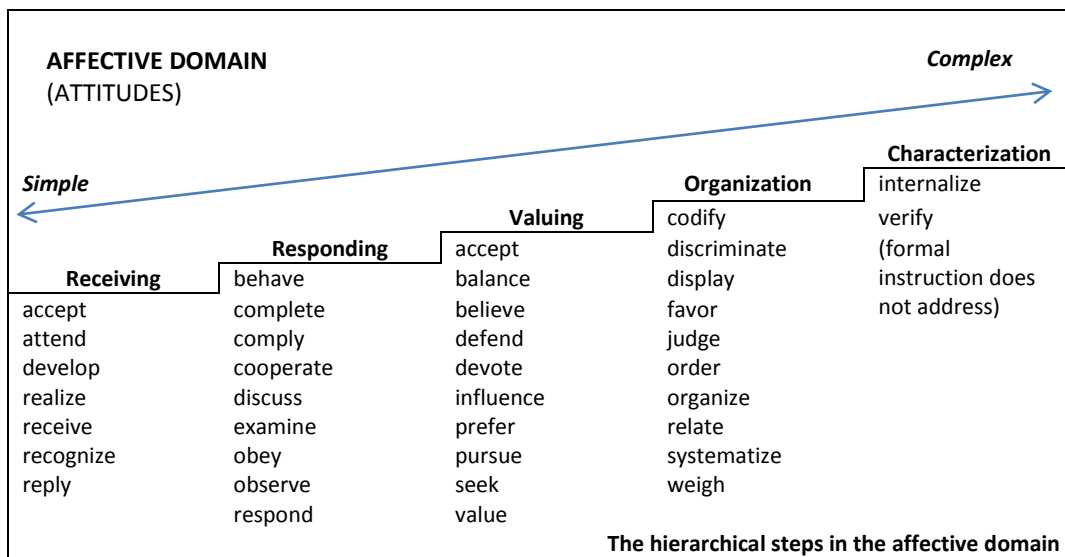 AFFECTIVE DOMAIN
(ATTITUDES)
Complex
Simple
Receiving
accept
attend
develop
realize
receive
recognize
reply
Responding
behave
complete
comply
cooperate
discuss
examine
obey
observe
respond
Valuing
accept
balance
believe
defend
devote
influence
prefer
pursue
seek
value
Organization
codify
discriminate
display
favor
judge
order
organize
relate
systematize
weigh
Characterization
internalize
verify
(formal
instruction does
not address)
The hierarchical steps in the affective domain